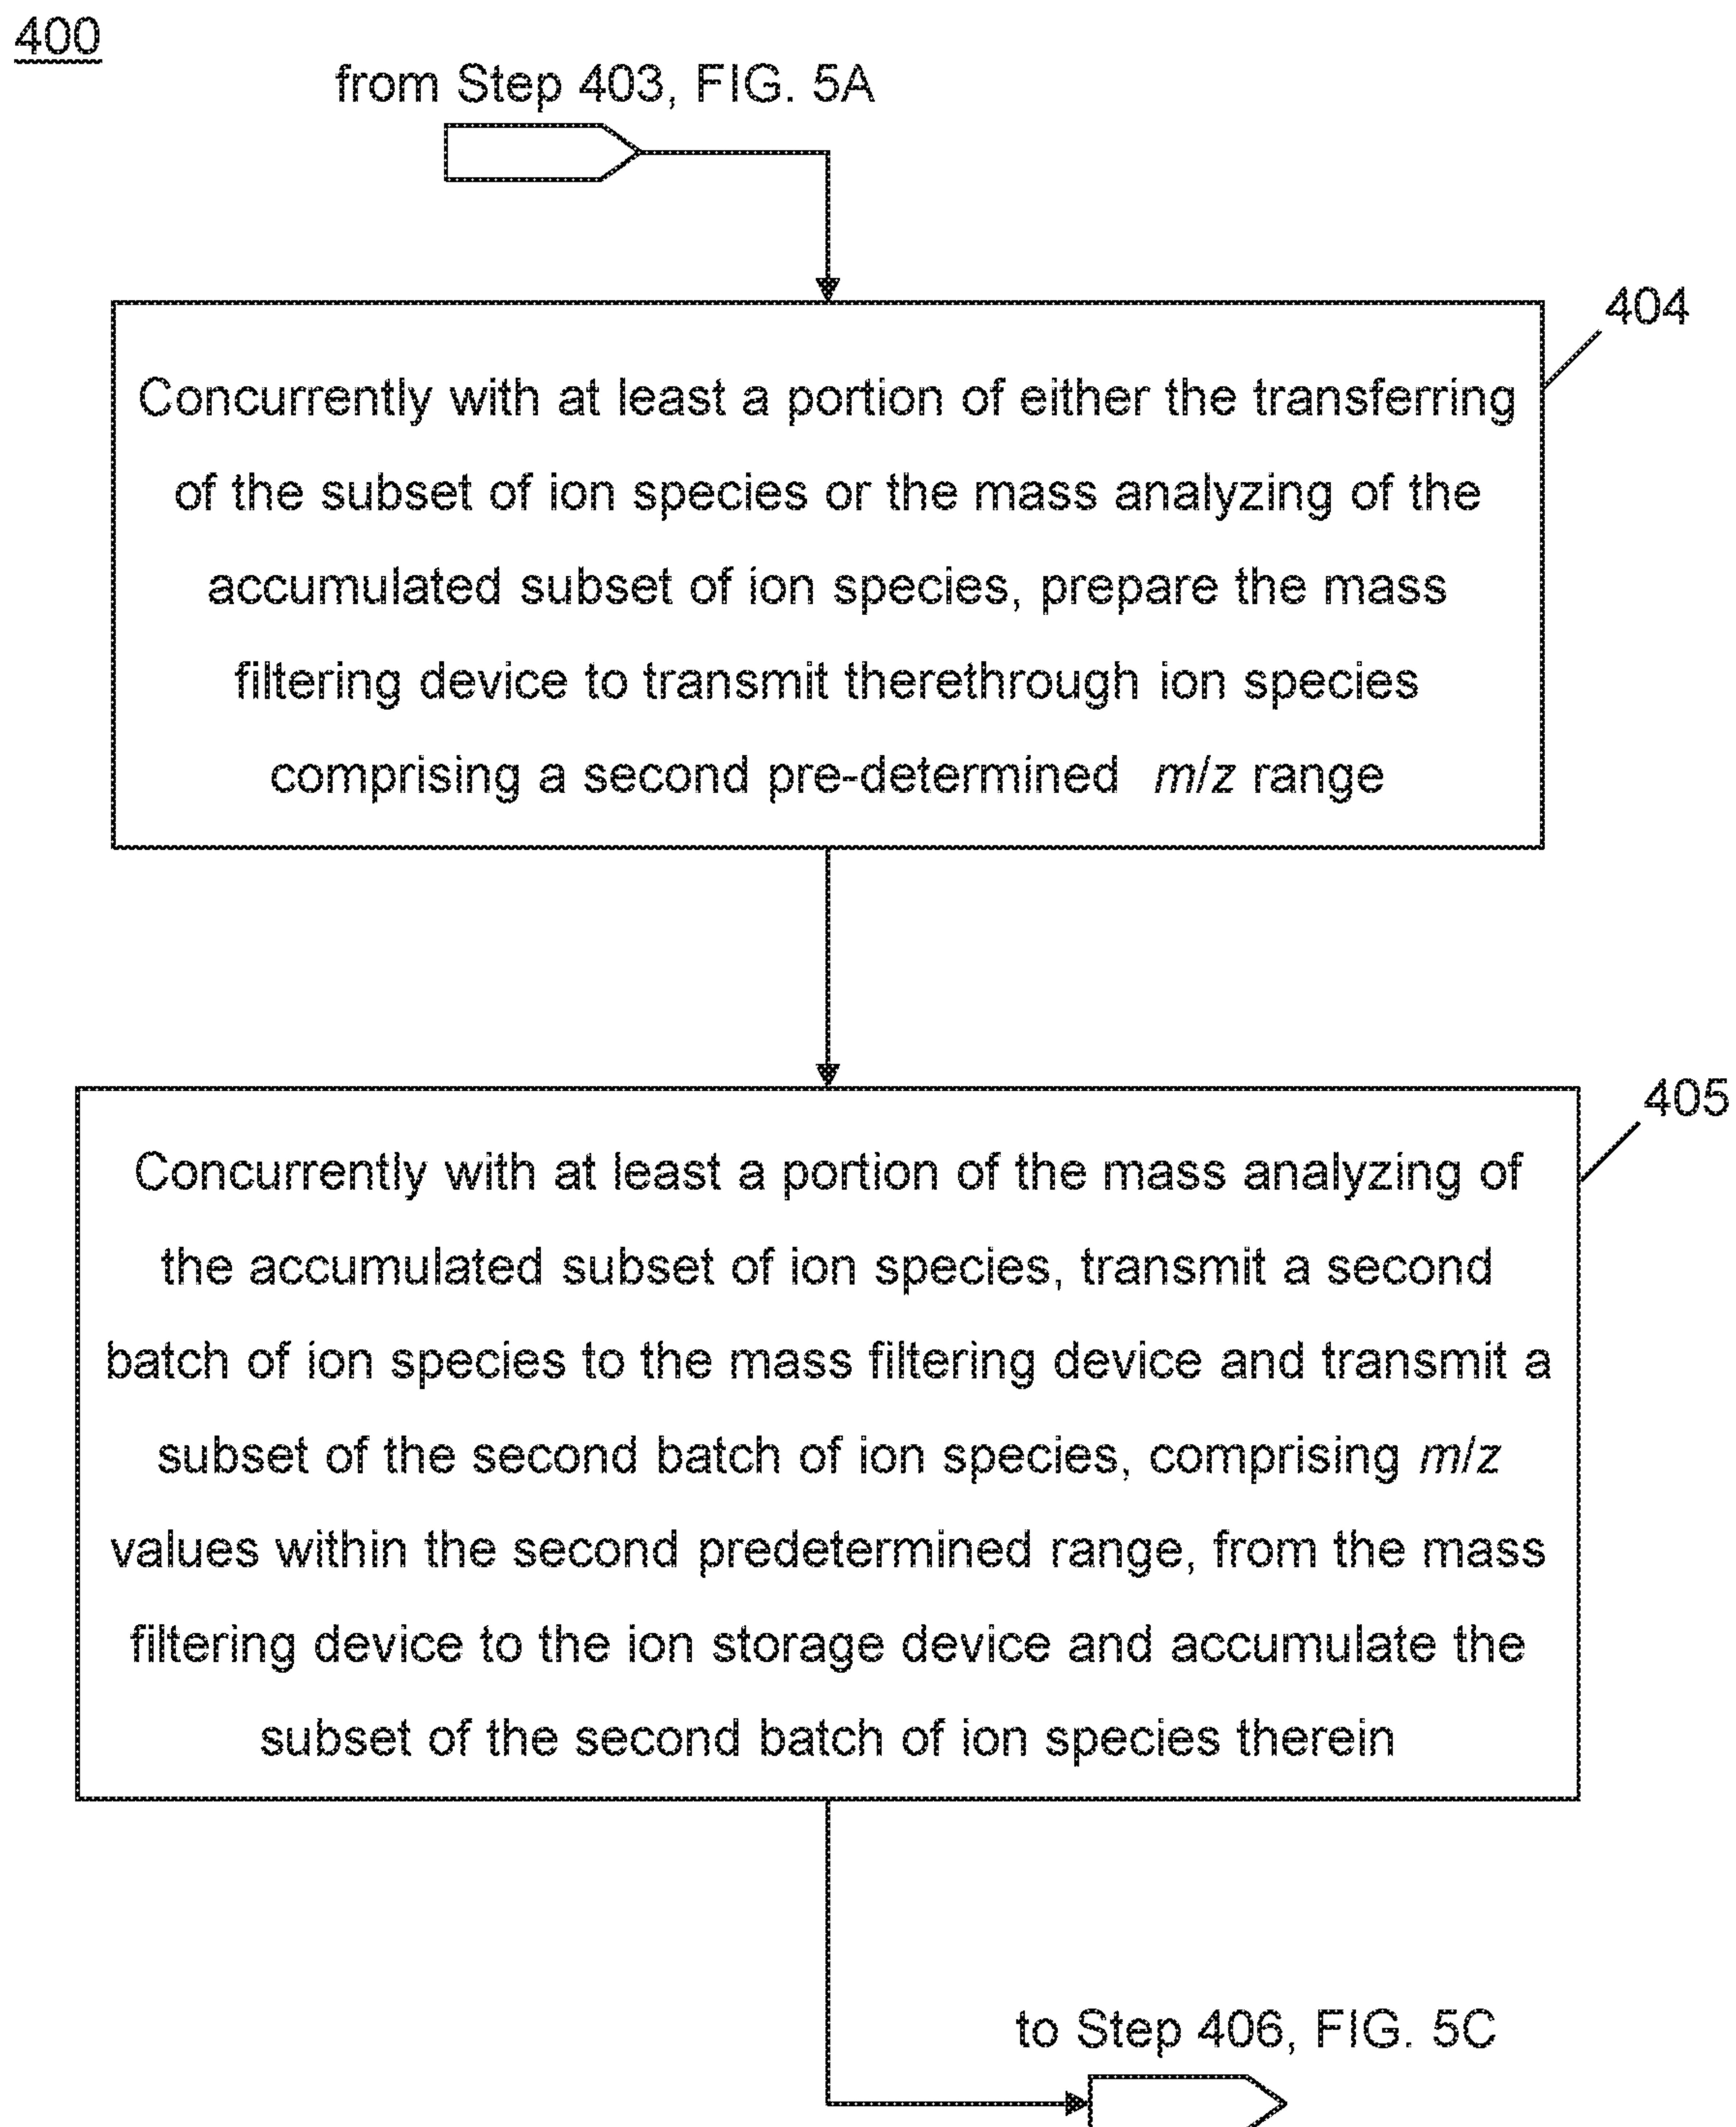 400
from Step 403, FIG. 5A
404
Concurrently with at least a portion of either the transferring
of the subset of ion species or the mass analyzing of the
accumulated subset of ion species, prepare the mass
filtering device to transmit therethrough ion species
comprising a second pre-determined m/z range
405
Concurrently with at least a portion of the mass analyzing of
the accumulated subset of ion species, transmit a second
batch of ion species to the mass filtering device and transmit a
subset of the second batch of ion species, comprising m/z
values within the second predetermined range, from the mass
filtering device to the ion storage device and accumulate the
subset of the second batch of ion species therein
to Step 406, FIG. 5C